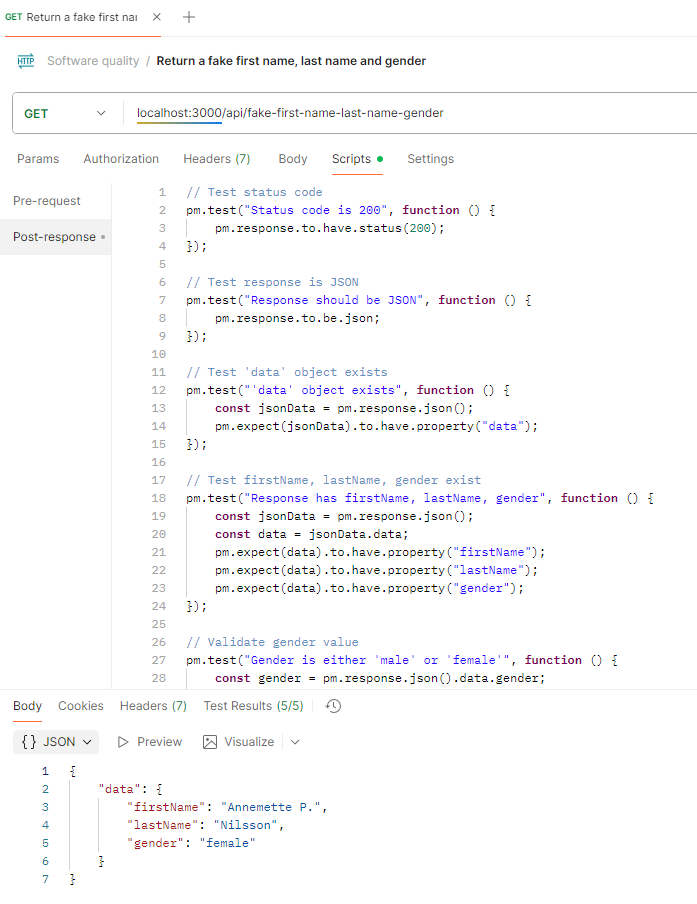 GET Return a fake first nar
HTTP Software quality / Return a fake first name, last name and gender
GET localhost:3000/api/fake-first-name-last-name-gender
Params Authorization Headers (7) Body Scripts Settings
Pre-request
Post-response
1 // Test status code
2 pm.test("Status code is 200", function () {
3 pm.response.to.have.status(200);
4 });
5
6 // Test response is JSON
7 pm.test("Response should be JSON", function () {
8 pm.response.to.be.json;
9 });
10
11 // Test 'data' object exists
12 pm.test("'data' object exists", function () {
13 const jsonData = pm.response.json();
14 pm.expect(jsonData).to.have.property("data");
15 });
16
17 // Test firstName, lastName, gender exist
18 pm.test("Response has firstName, lastName, gender", function () {
19 const jsonData = pm.response.json();
20 const data = jsonData.data;
21 pm.expect(data).to.have.property("firstName");
22 pm.expect(data).to.have.property("lastName");
23 pm.expect(data).to.have.property("gender");
24 });
25
26 // Validate gender value
27 pm.test("Gender is either 'male' or 'female'", function () {
28 const gender = pm.response.json().data.gender;
Body Cookies Headers (7) Test Results (5/5)
{} JSON Preview Visualize
1 {
2 "data": {
3 "firstName": "Annemette P.",
4 "lastName": "Nilsson",
5 "gender": "female"
6 }
7 }